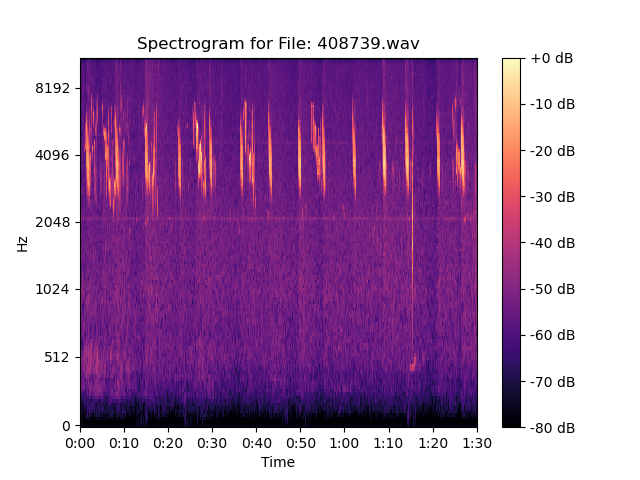 Spectrogram for File: 408739.wav
8192
4096
2048
1024
512
0
Hz
0:00 0:10 0:20 0:30 0:40 0:50 1:00 1:10 1:20 1:30
Time
+0 dB
-10 dB
-20 dB
-30 dB
-40 dB
-50 dB
-60 dB
-70 dB
-80 dB